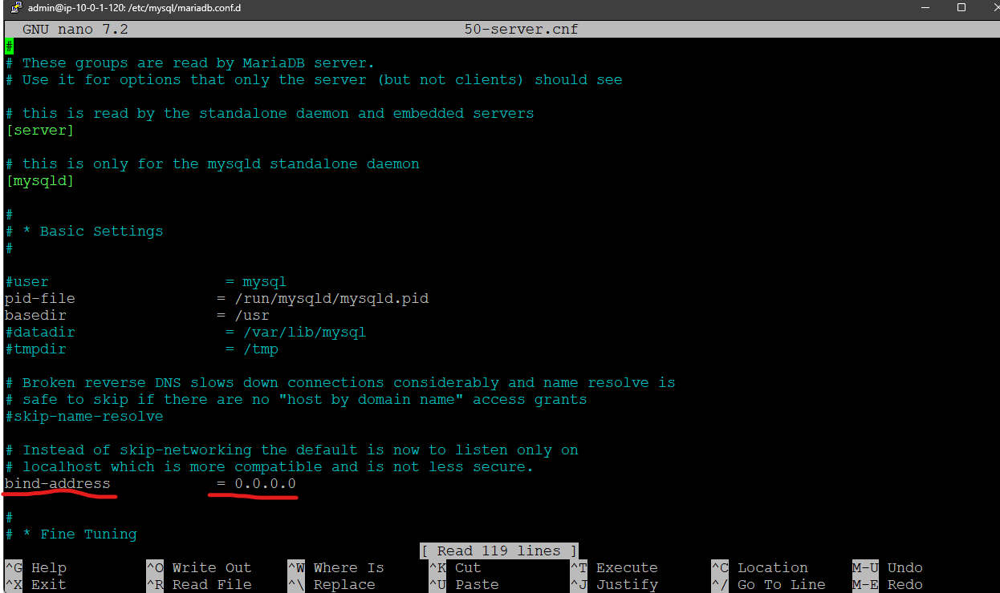 admin@ip-10-0-1-120: /etc/mysql/mariadb.conf.d
GNU nano 7.2 50-server.cnf
#
# These groups are read by MariaDB server.
# Use it for options that only the server (but not clients) should see
# this is read by the standalone daemon and embedded servers
[server]
# this is only for the mysqld standalone daemon
[mysqld]
#
# * Basic Settings
#
#user = mysql
pid-file = /run/mysqld/mysqld.pid
basedir = /usr
#datadir = /var/lib/mysql
#tmpdir = /tmp
# Broken reverse DNS slows down connections considerably and name resolve is
# safe to skip if there are no "host by domain name" access grants
#skip-name-resolve
# Instead of skip-networking the default is now to listen only on
# localhost which is more compatible and is not less secure.
bind-address = 0.0.0.0
#
# * Fine Tuning
[ Read 119 lines ]
^G Help ^O Write Out ^W Where Is ^K Cut ^T Execute ^C Location M-U Undo
^X Exit ^R Read File ^\ Replace ^U Paste ^J Justify ^/ Go To Line M-E Redo